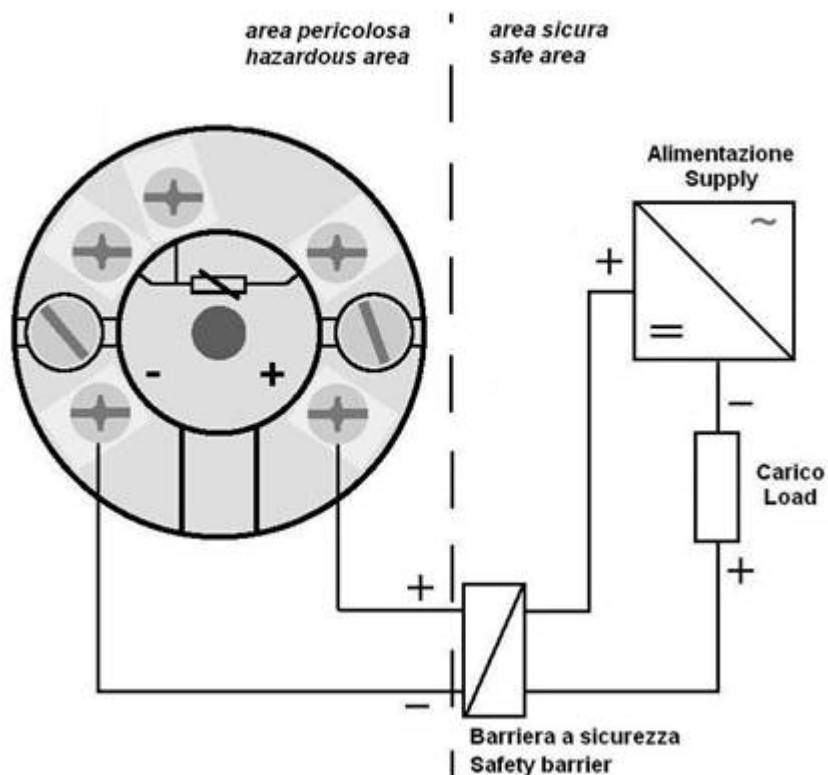 area pericolosa
hazardous area
area sicura
safe area
Alimentazione
Supply
~
+
=
-
+
-
Carico
Load
+
+
-
Barriera a sicurezza
Safety barrier